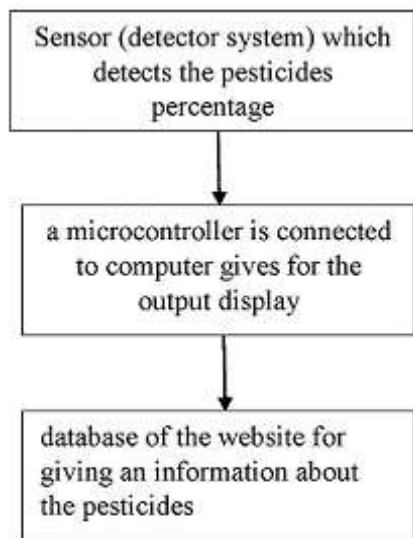 Sensor (detector system) which
detects the pesticides
percentage
a microcontroller is connected
to computer gives for the
output display
database of the website for
giving an information about
the pesticides